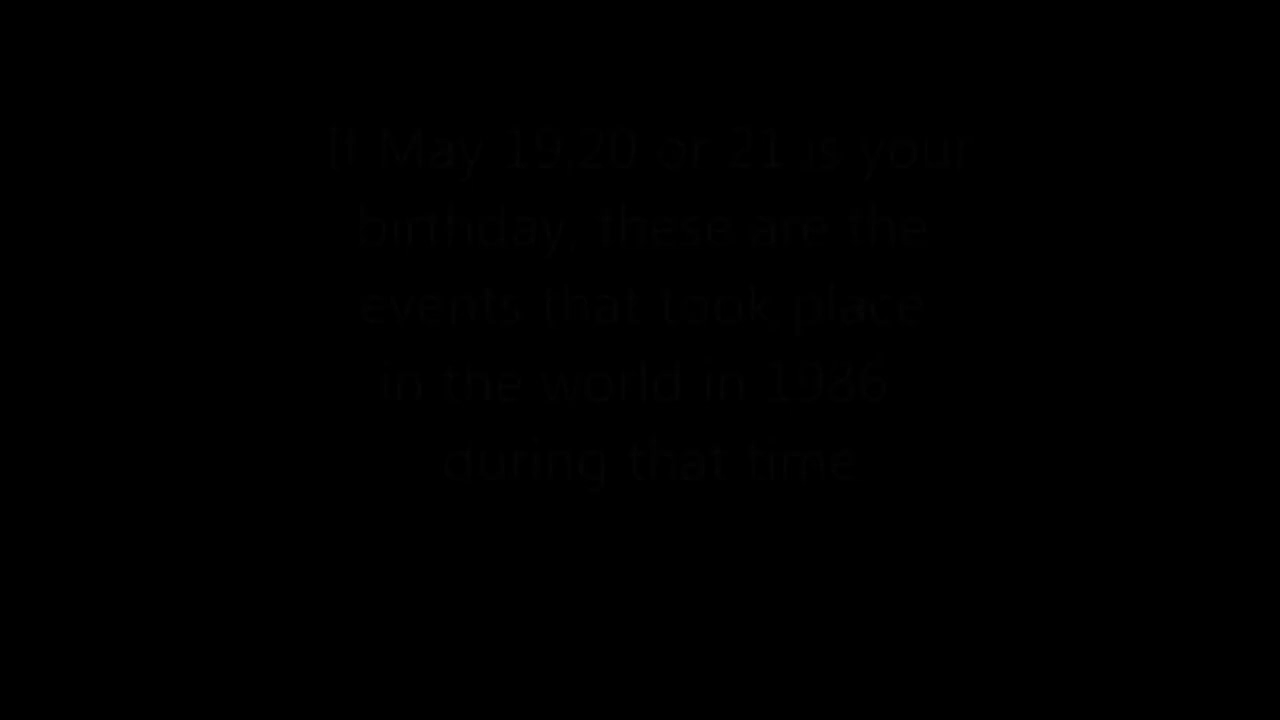 If May 19,20 or 21 is your
birthday, these are the
events that took place
in the world in 1986
during that time